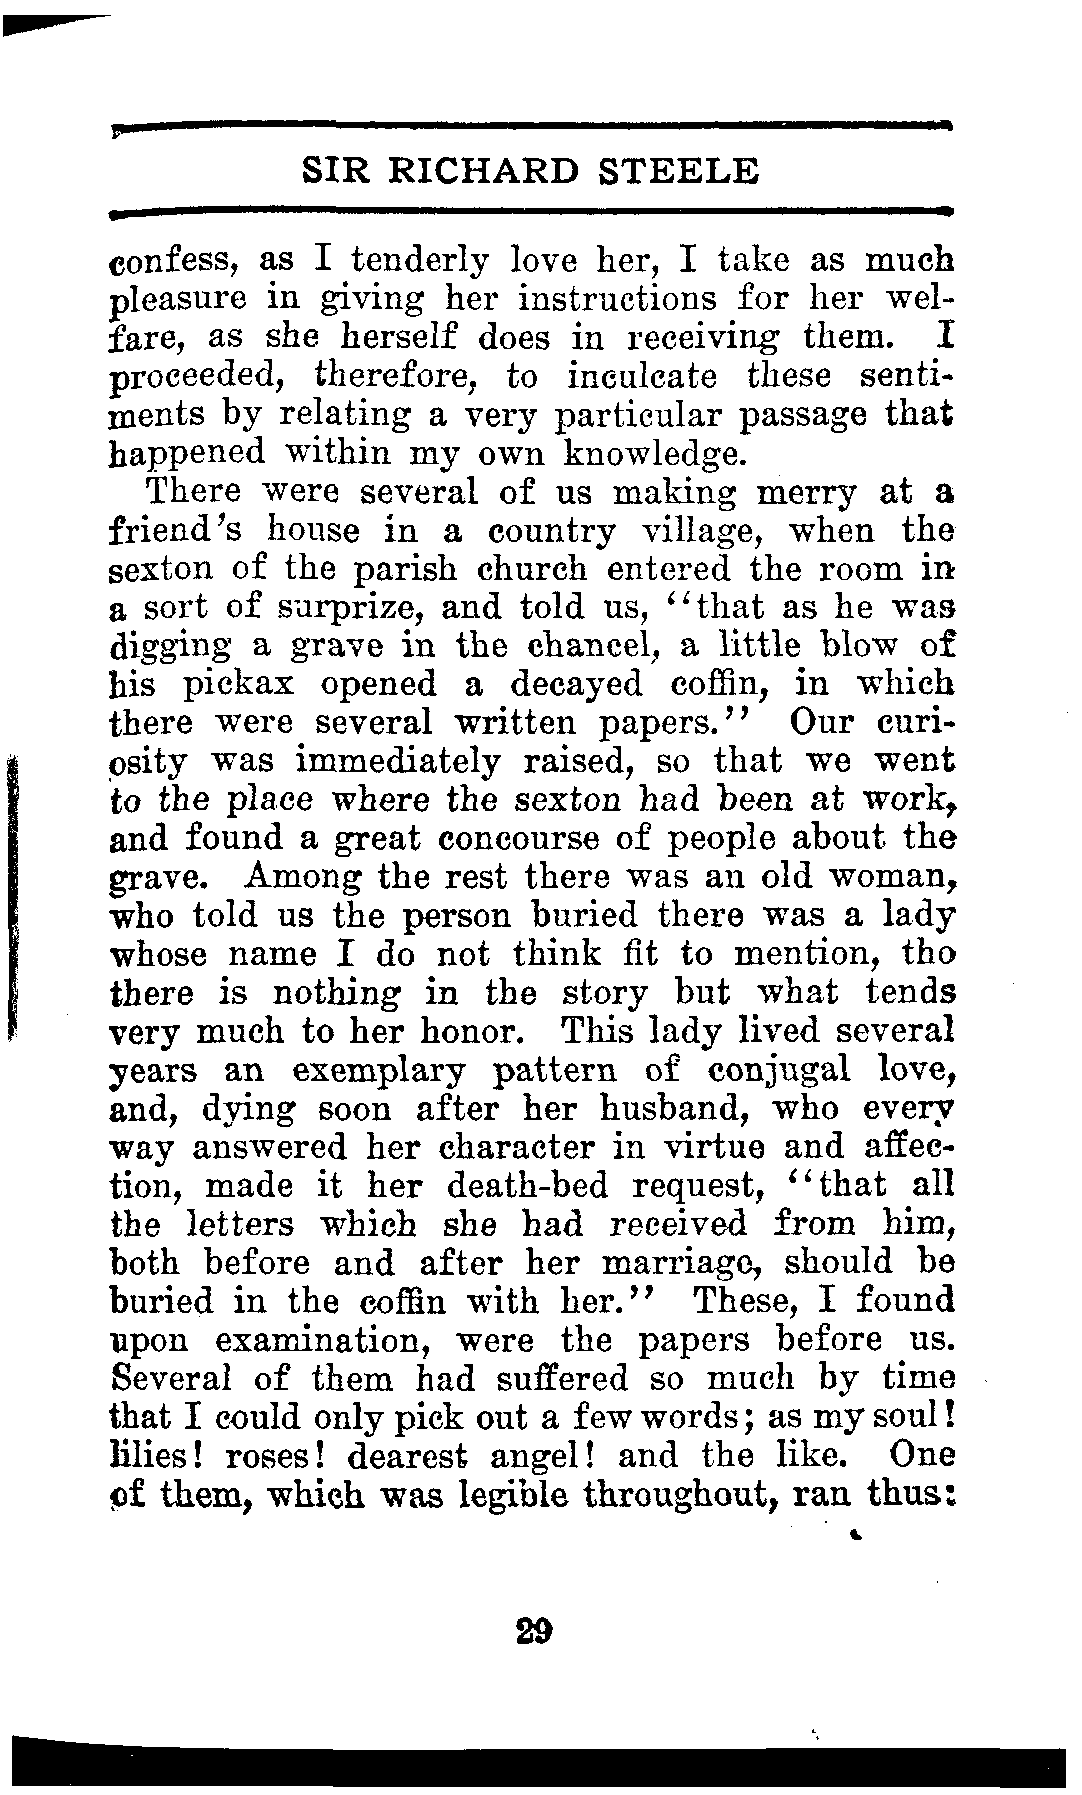 SIR RICHARD STEELE
confess, as I tenderly love her, I take as much
pleasure in giving her instructions for her wel-
fare, as she herself does in receiving them. I
proceeded, therefore, to inculcate these senti-
ments by relating a very particular passage that
happened within my own knowledge.
There were several of us making merry at a
friend's house in a country village, when the
sexton of the parish church entered the room in
a sort of surprize, and told us, "that as he was
digging a grave in the chancel, a little blow of
his pickax opened a decayed coffin, in which
there were several written papers." Our curi-
osity was immediately raised, so that we went
to the place where the sexton had been at work,
and found a great concourse of people about the
grave. Among the rest there was an old woman,
who told us the person buried there was a lady
whose name I do not think fit to mention, tho
there is nothing in the story but what tends
very much to her honor. This lady lived several
years an exemplary pattern of conjugal love,
and, dying soon after her husband, who every
way answered her character in virtue and affec-
tion, made it her death-bed request, "that all
the letters which she had received from him,
both before and after her marriage, should be
buried in the coffin with her." These, I found
upon examination, were the papers before us.
Several of them had suffered so much by time
that I could only pick out a few words; as my soul!
lilies! roses! dearest angel! and the like. One
of them, which was legible throughout, ran thus:
29